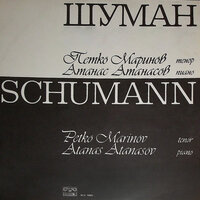 ШУМАН
Петко Маринов тенор
Атанас Атанасов пиано
SCHUMANN
Petko Marinov tenor
Atanas Atanasov piano